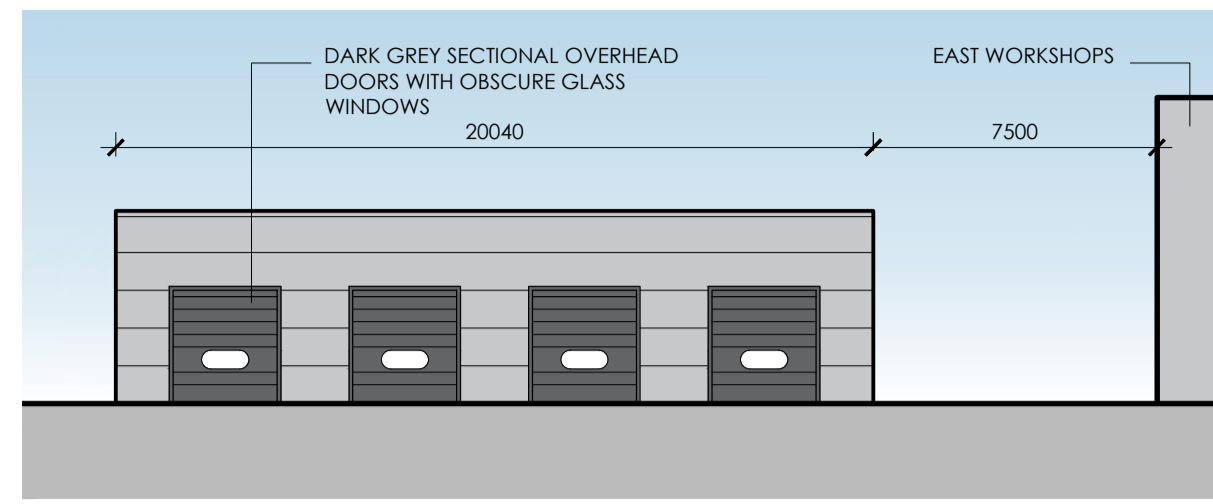 DARK GREY SECTIONAL OVERHEAD
DOORS WITH OBSCURE GLASS
WINDOWS
EAST WORKSHOPS
20040
7500